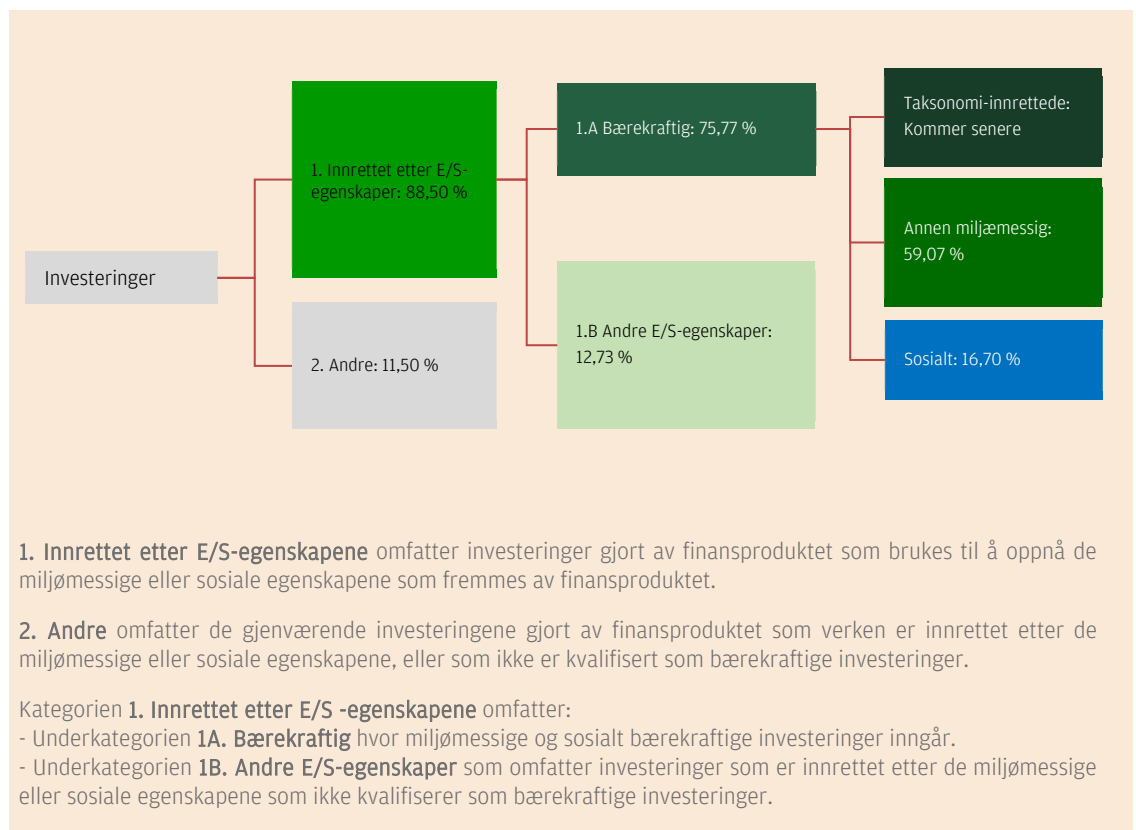 Investeringer
1. Innrettet etter E/S-
egenskaper: 88,50 %
2. Andre: 11,50 %
1.A Bærekraftig: 75,77 %
1.B Andre E/S-egenskaper:
12,73 %
Taksonomi-innrettede:
Kommer senere
Annen miljæmessig:
59,07 %
Sosialt: 16,70 %
1. Innrettet etter E/S-egenskapene omfatter investeringer gjort av finansproduktet som brukes til å oppnå de
miljømessige eller sosiale egenskapene som fremmes av finansproduktet.
2. Andre omfatter de gjenværende investeringene gjort av finansproduktet som verken er innrettet etter de
miljømessige eller sosiale egenskapene, eller som ikke er kvalifisert som bærekraftige investeringer.
Kategorien 1. Innrettet etter E/S -egenskapene omfatter:
- Underkategorien 1A. Bærekraftig hvor miljømessige og sosialt bærekraftige investeringer inngår.
- Underkategorien 1B. Andre E/S-egenskaper som omfatter investeringer som er innrettet etter de miljømessige
eller sosiale egenskapene som ikke kvalifiserer som bærekraftige investeringer.